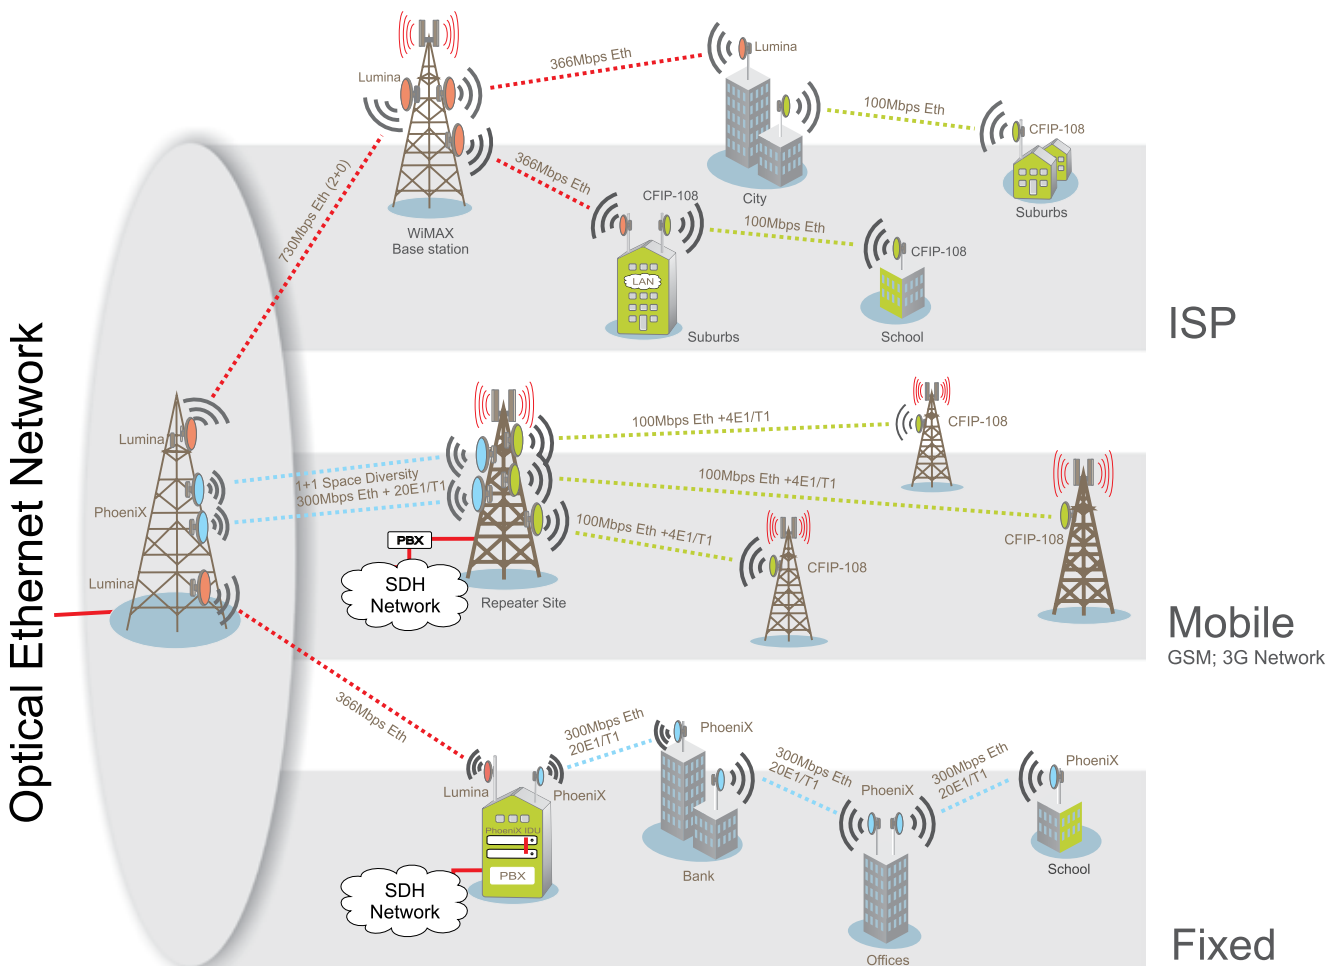 Optical Ethernet Network
Lumina
366Mbps Eth
Lumina
100Mbps Eth
CFIP-108
730Mbps Eth (2+0)
WiMAX
Base station
366Mbps Eth
City
Suburbs
CFIP-108
100Mbps Eth
CFIP-108
LAN
Suburbs
School
ISP
Lumina
PhoeniX
Lumina
1+1 Space Diversity
300Mbps Eth + 20E1/T1
100Mbps Eth +4E1/T1
CFIP-108
100Mbps Eth +4E1/T1
CFIP-108
100Mbps Eth +4E1/T1
CFIP-108
PBX
SDH
Network
Repeater Site
Mobile
GSM; 3G Network
366Mbps Eth
Lumina
PhoeniX
300Mbps Eth
20E1/T1
PhoeniX
300Mbps Eth
20E1/T1
PhoeniX
300Mbps Eth
20E1/T1
PhoeniX
PhoeniX IDU
PBX
SDH
Network
Bank
Offices
School
Fixed